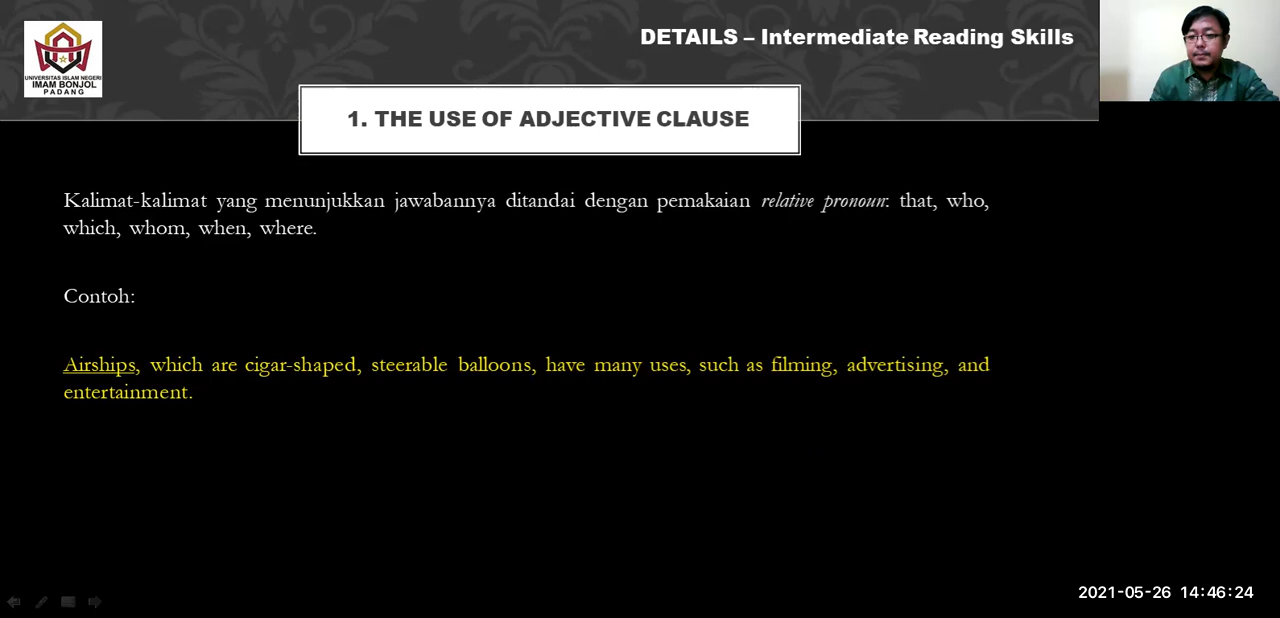 UNIVERSITAS ISLAM NEGERI
IMAM BONJOL
PADANG
DETAILS – Intermediate Reading Skills
1. THE USE OF ADJECTIVE CLAUSE
Kalimat-kalimat yang menunjukkan jawabannya ditandai dengan pemakaian relative pronoun: that, who,
which, whom, when, where.
Contoh:
Airships, which are cigar-shaped, steerable balloons, have many uses, such as filming, advertising, and
entertainment.
2021-05-26 14:46:24